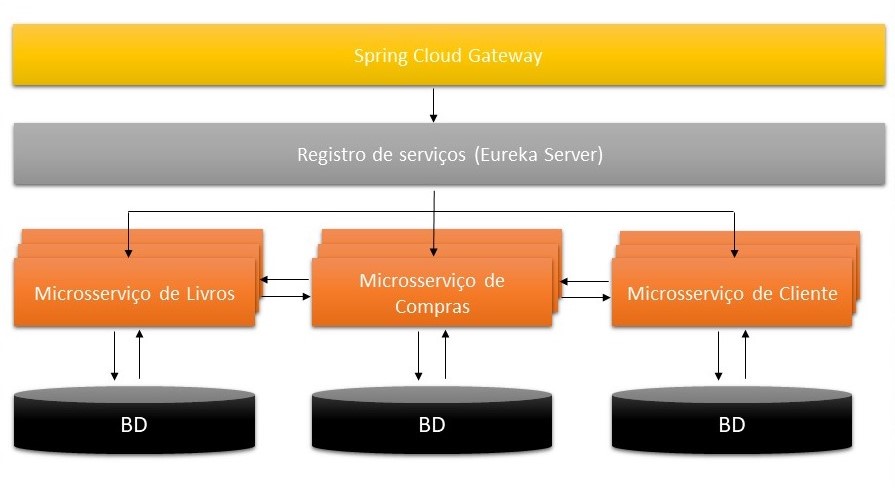 Spring Cloud Gateway
Registro de serviços (Eureka Server)
Microsserviço de Livros
Microsserviço de
Compras
Microsserviço de Cliente
BD
BD
BD